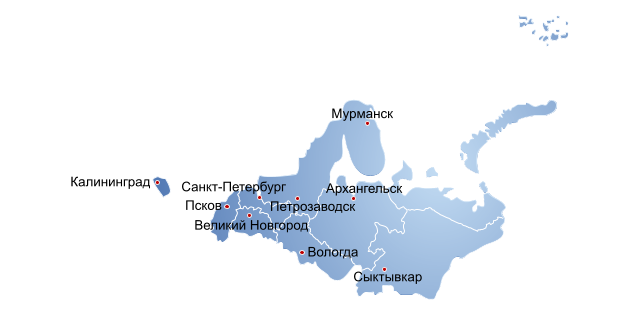 Мурманск
Калининград
Санкт-Петербург
Архангельск
Псков
Петрозаводск
Великий Новгород
Вологда
Сыктывкар